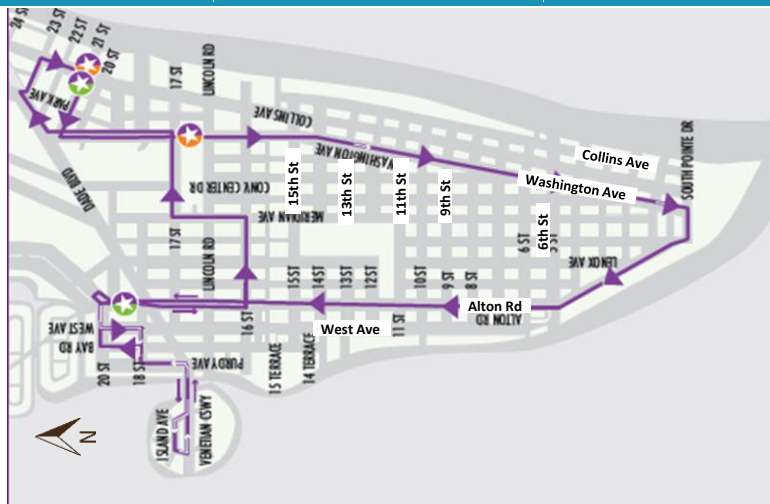 24 St
23 ST
22 ST
21 ST
20 ST
17 ST
LINCOLN RD
PARK AVE
COLLINS AVE
WASHINGTON AVE
Collins Ave
Washington Ave
SOUTH POINTE DR
DADE BLVD
CONV. CENTER DR
15th St
13th St
11th St
9th St
MERIDIAN AVE
6 ST
6th St
5 ST
17 ST
LINCOLN RD
LENOX AVE
15 ST
14 ST
13 ST
12 ST
10 ST
9 ST
8 ST
Alton Rd
ALTON RD
16 ST
West Ave
11 ST
WEST AVE
BAY RD
20 ST
18 ST
PURDY AVE
15 TERRACE
14 TERRACE
ISLAND AVE
VENETIAN CSWY
N